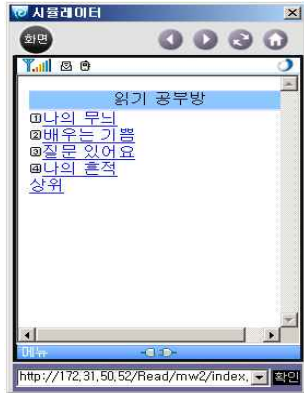 시뮬레이터
화면
읽기 공부방
1나의 무늬
2배우는 기쁨
3질문 있어요
4나의 흔적
상위
메뉴
http://172.31.50.52/Read/mw2/index. 확인